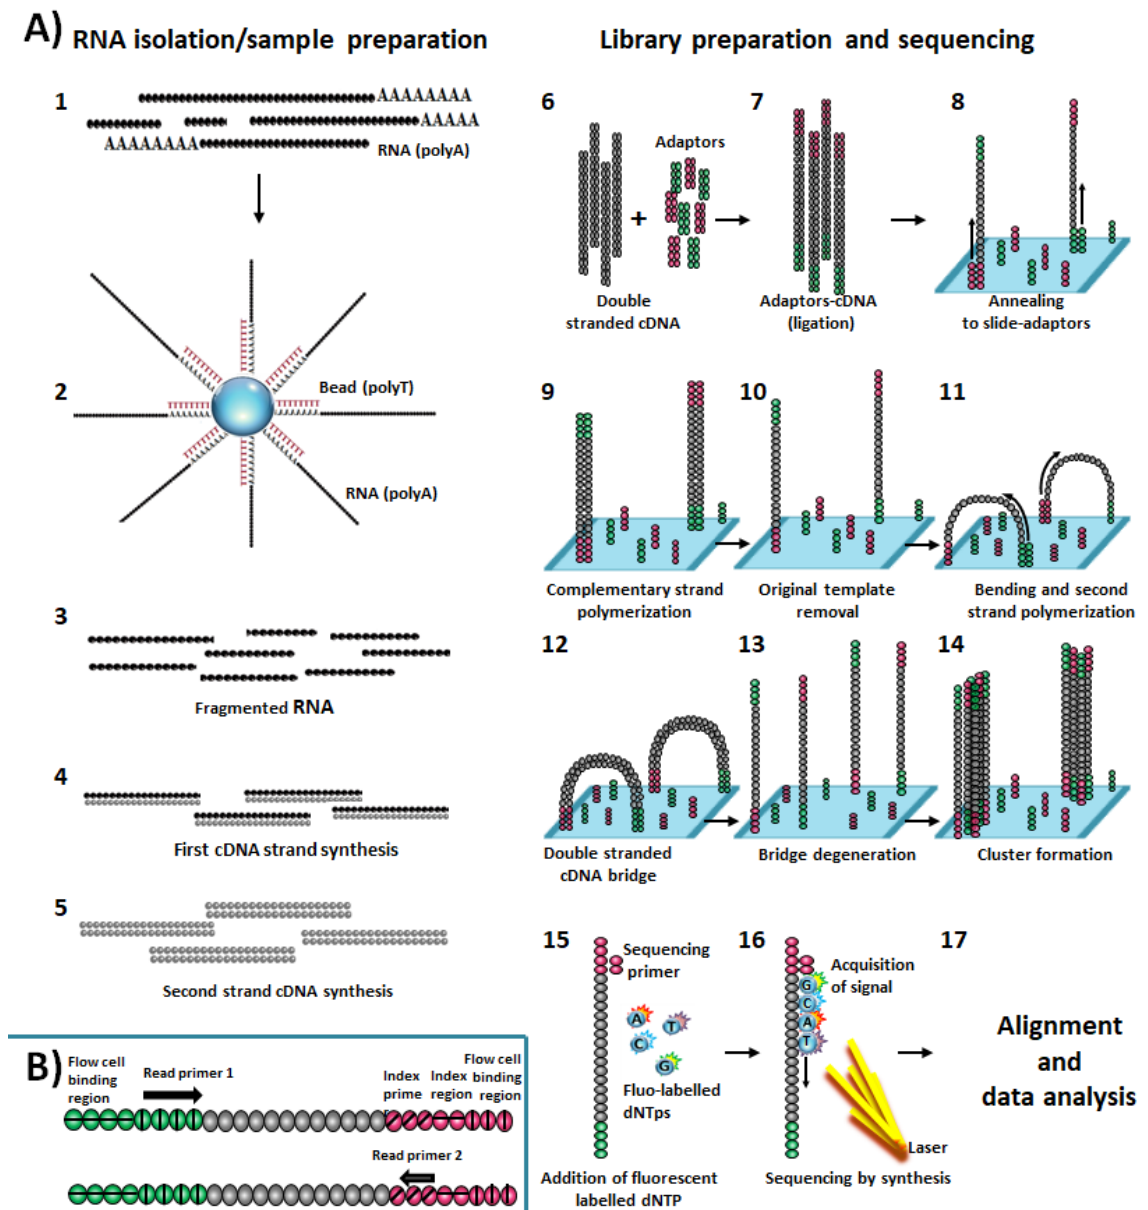 A)
RNA isolation/sample preparation
Library preparation and sequencing
1
AAAAAAAA
AAAAA
AAAAAAAA
RNA (polyA)
2
Bead (polyT)
RNA (polyA)
3
Fragmented RNA
4
First cDNA strand synthesis
5
Second strand cDNA synthesis
6
Adaptors
+
Double
stranded cDNA
7
Adaptors-cDNA
(ligation)
8
Annealing
to slide-adaptors
9
Complementary strand
polymerization
10
Original template
removal
11
Bending and second
strand polymerization
12
Double stranded
cDNA bridge
13
Bridge degeneration
14
Cluster formation
15
Sequencing
primer
A
T
C
G
Fluo-labelled
dNTps
Addition of fluorescent
labelled dNTP
16
Acquisition
of signal
G
C
A
T
Laser
Sequencing by synthesis
17
Alignment
and
data analysis
B)
Flow cell
binding
region
Read primer 1
Index
prime
Index
region
Flow cell
binding
region
Read primer 2